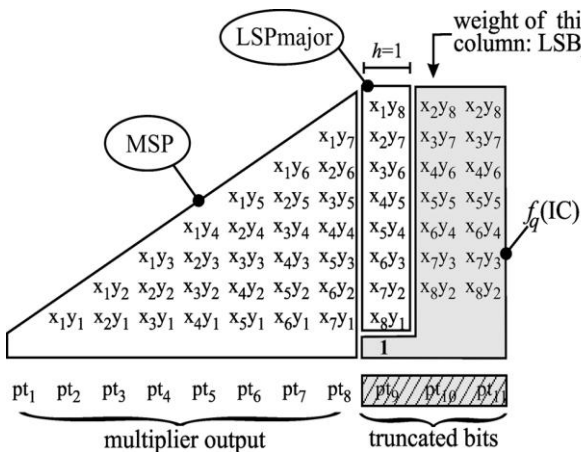 LSPmajor
h=1
weight of thi
column: LSB
MSP
x₁y₈ x₂y₈ x₂y₈
x₁y₇ x₂y₇ x₃y₇ x₃y₇
x₁y₆ x₂y₆ x₃y₆ x₄y₆ x₄y₆
x₁y₅ x₂y₅ x₃y₅ x₄y₅ x₅y₅ x₅y₅
x₁y₄ x₂y₄ x₃y₄ x₄y₄ x₅y₄ x₆y₄ x₆y₄
x₁y₃ x₂y₃ x₃y₃ x₄y₃ x₅y₃ x₆y₃ x₇y₃ x₇y₃
x₁y₂ x₂y₂ x₃y₂ x₄y₂ x₅y₂ x₆y₂ x₇y₂ x₈y₂ x₈y₂
x₁y₁ x₂y₁ x₃y₁ x₄y₁ x₅y₁ x₆y₁ x₇y₁ x₈y₁
1
f_q(IC)
pt₁ pt₂ pt₃ pt₄ pt₅ pt₆ pt₇ pt₈ pt₉ pt₁₀ pt₁₁
multiplier output
truncated bits